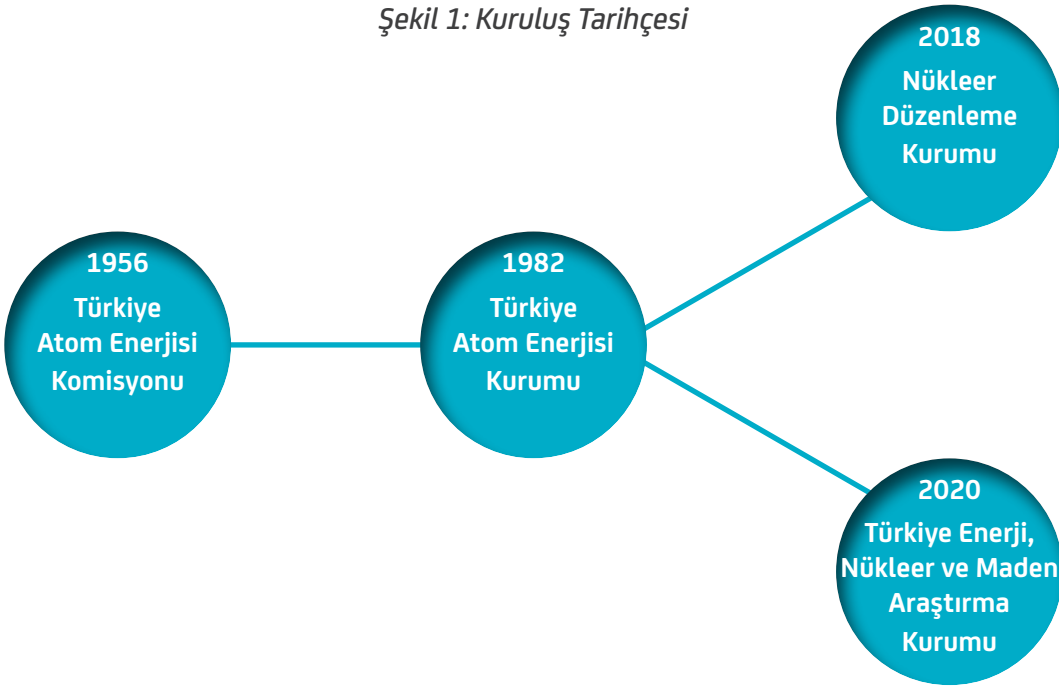 Şekil 1: Kuruluş Tarihçesi
1956
Türkiye
Atom Enerjisi
Komisyonu
1982
Türkiye
Atom Enerjisi
Kurumu
2018
Nükleer
Düzenleme
Kurumu
2020
Türkiye Enerji,
Nükleer ve Maden
Araştırma
Kurumu